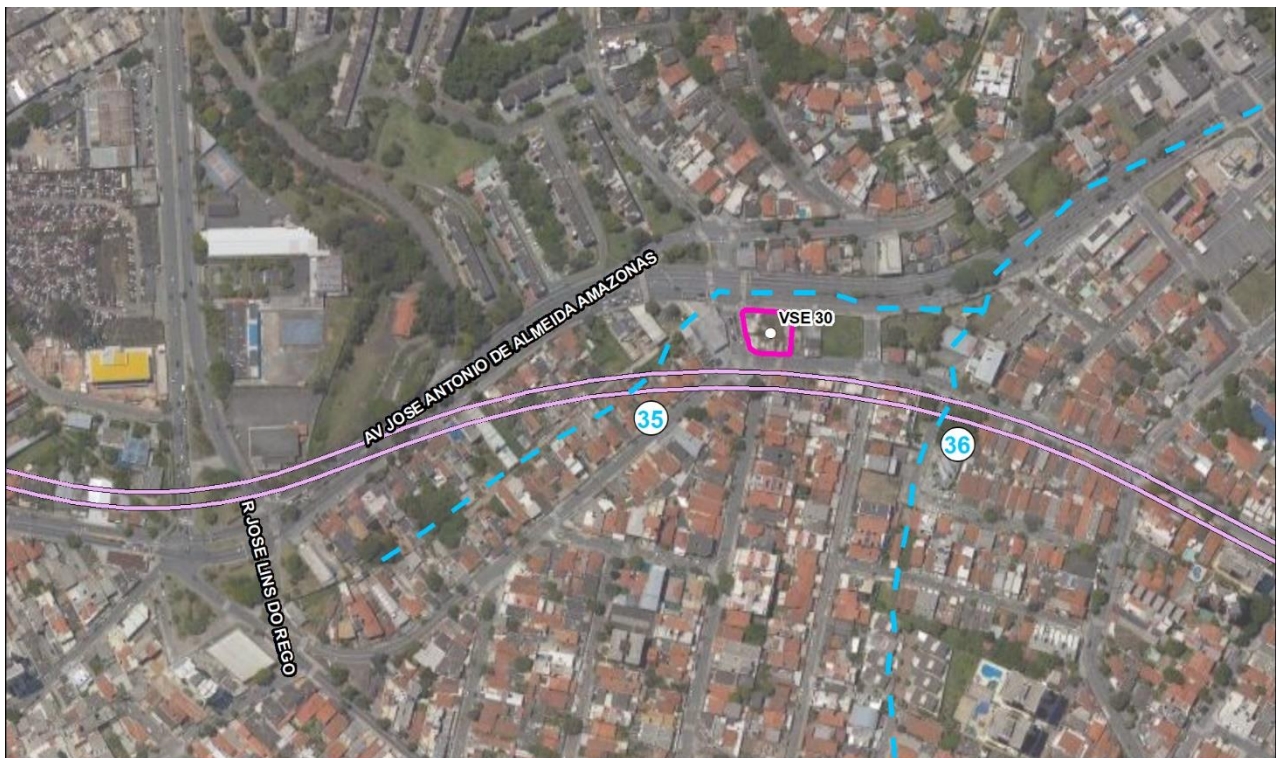 AV JOSE ANTONIO DE ALMEIDA AMAZONAS
VSE 30
35
36
R JOSE LINS DO REGO